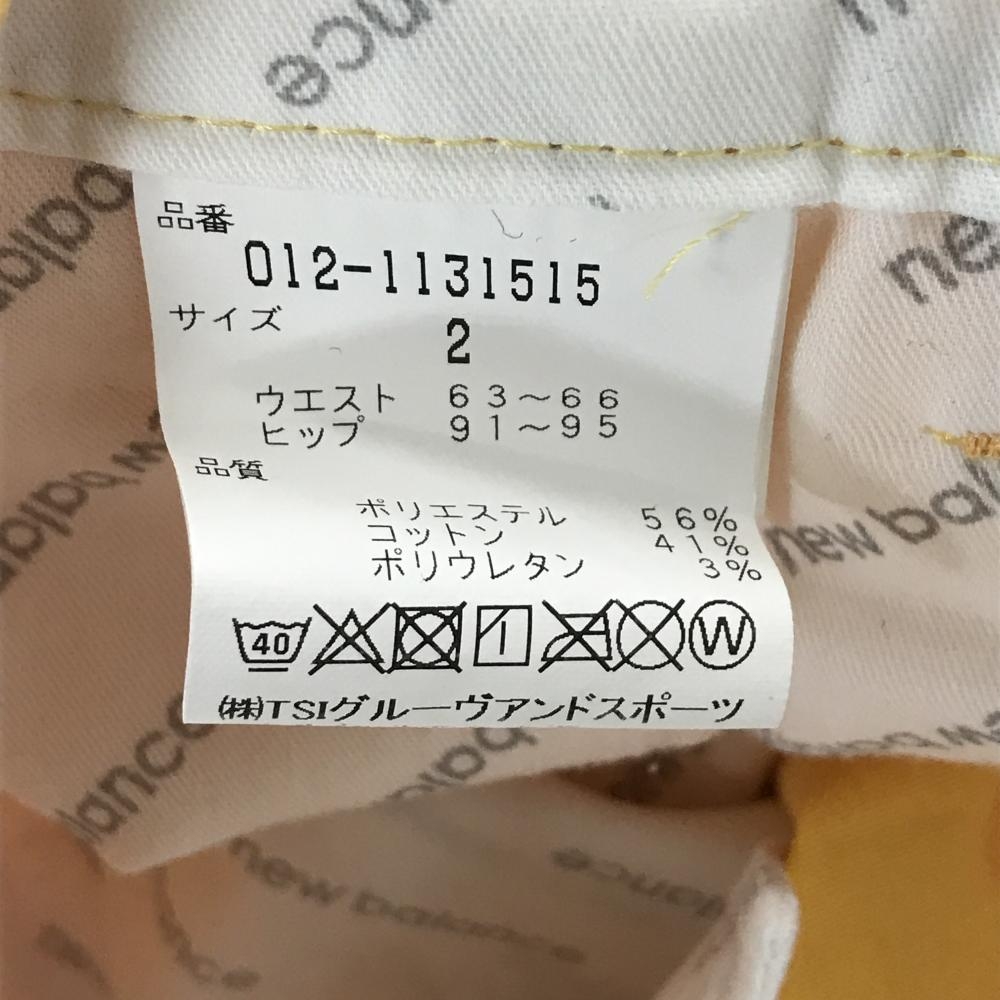 ance
品番
012-1131515
サイズ
2
ウエスト 63～66
ヒップ 91～95
品質
ポリエステル 56%
コットン 41%
ポリウレタン 3%
40
W
(株)TSIグルーヴアンドスポーツ
new bal
new balance
lance